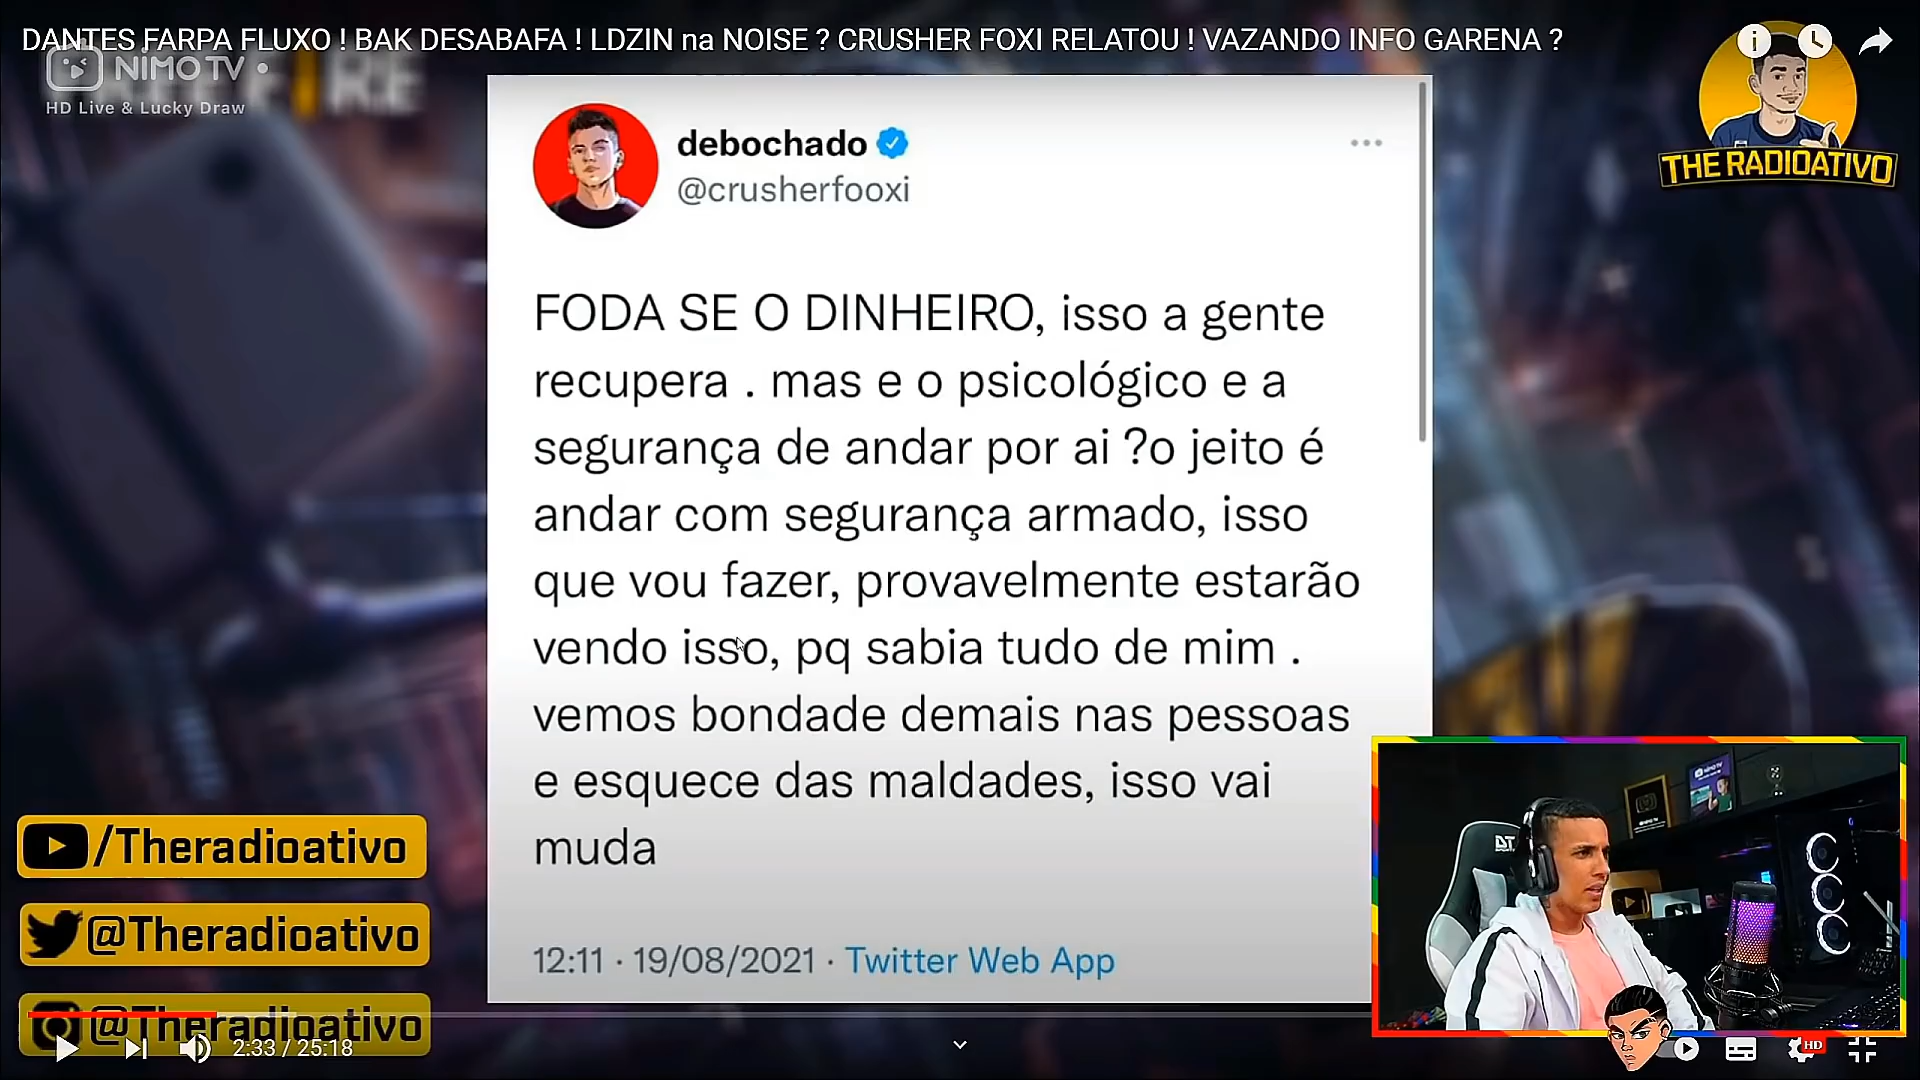 DANTES FARPA FLUXO ! BAK DESABAFA ! LDZIN na NOISE ? CRUSHER FOXI RELATOU ! VAZANDO INFO GARENA ?
NIMO TV
HD Live & Lucky Draw
THE RADIOATIVO
debochado
@crusherfooxi
FODA SE O DINHEIRO, isso a gente
recupera . mas e o psicológico e a
segurança de andar por ai ?o jeito é
andar com segurança armado, isso
que vou fazer, provavelmente estarão
vendo isso, pq sabia tudo de mim .
vemos bondade demais nas pessoas
e esquece das maldades, isso vai
muda
12:11 · 19/08/2021 · Twitter Web App
/Theradioativo
@Theradioativo
@Theradioativo
2:33 / 25:18
HD
NIMO TV
DT